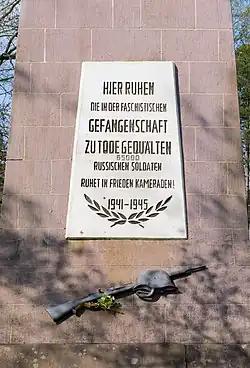 HIER RUHEN
DIE IN DER FASCHISTISCHEN
GEFANGENSCHAFT
ZU TODE GEQUÄLTEN
65000
RUSSISCHEN SOLDATEN
RUHET IN FRIEDEN KAMERADEN!
1941-1945